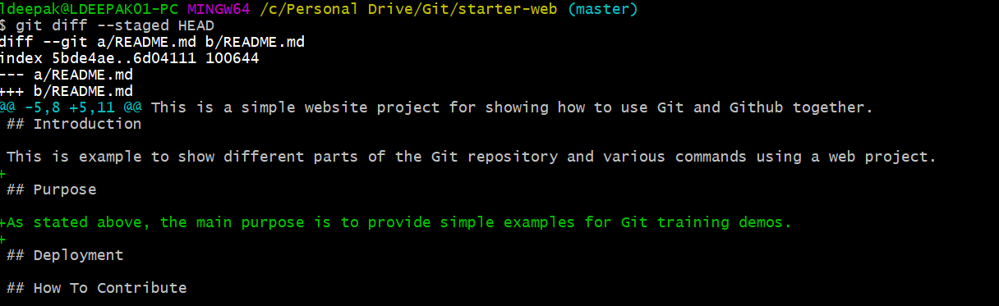 ldeepak@LDEEPAK01-PC MINGW64 /c/Personal Drive/Git/starter-web (master)
$ git diff --staged HEAD
diff --git a/README.md b/README.md
index 5bde4ae..6d04111 100644
--- a/README.md
+++ b/README.md
@@ -5,8 +5,11 @@ This is a simple website project for showing how to use Git and Github together.
 ## Introduction

 This is example to show different parts of the Git repository and various commands using a web project.
+
 ## Purpose

+As stated above, the main purpose is to provide simple examples for Git training demos.
+
 ## Deployment

 ## How To Contribute